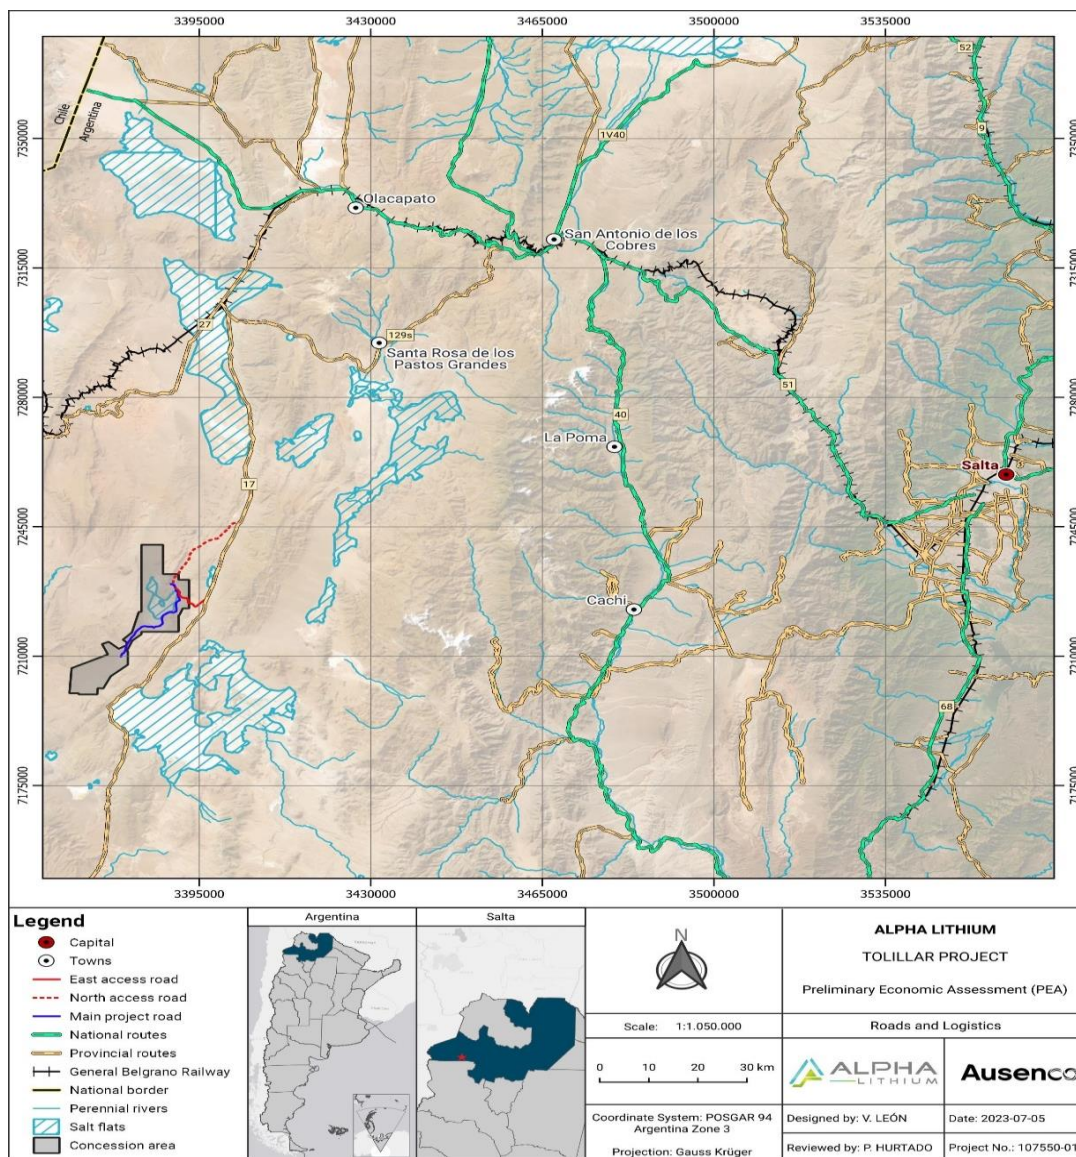 3395000
3430000
3465000
3500000
3535000
52
Chile
Argentina
9
1V40
7350000
7350000
Olacapato
San Antonio de los
Cobres
7315000
7315000
27
129s
Santa Rosa de los
Pastos Grandes
51
7280000
7280000
40
La Poma
Salta
17
7245000
7245000
Cachi
7210000
7210000
68
7175000
7175000
3395000
3430000
3465000
3500000
3535000
Legend
Capital
Towns
East access road
North access road
Main project road
National routes
Provincial routes
General Belgrano Railway
National border
Perennial rivers
Salt flats
Concession area
Argentina
Salta
N
Scale: 1:1.050.000
0 10 20 30 km
Coordinate System: POSGAR 94
Argentina Zone 3
Projection: Gauss Krüger
ALPHA LITHIUM
TOLILLAR PROJECT
Preliminary Economic Assessment (PEA)
Roads and Logistics
ALPHA
LITHIUM
Ausenco
Designed by: V. LEÓN
Date: 2023-07-05
Reviewed by: P. HURTADO
Project No.: 107550-01